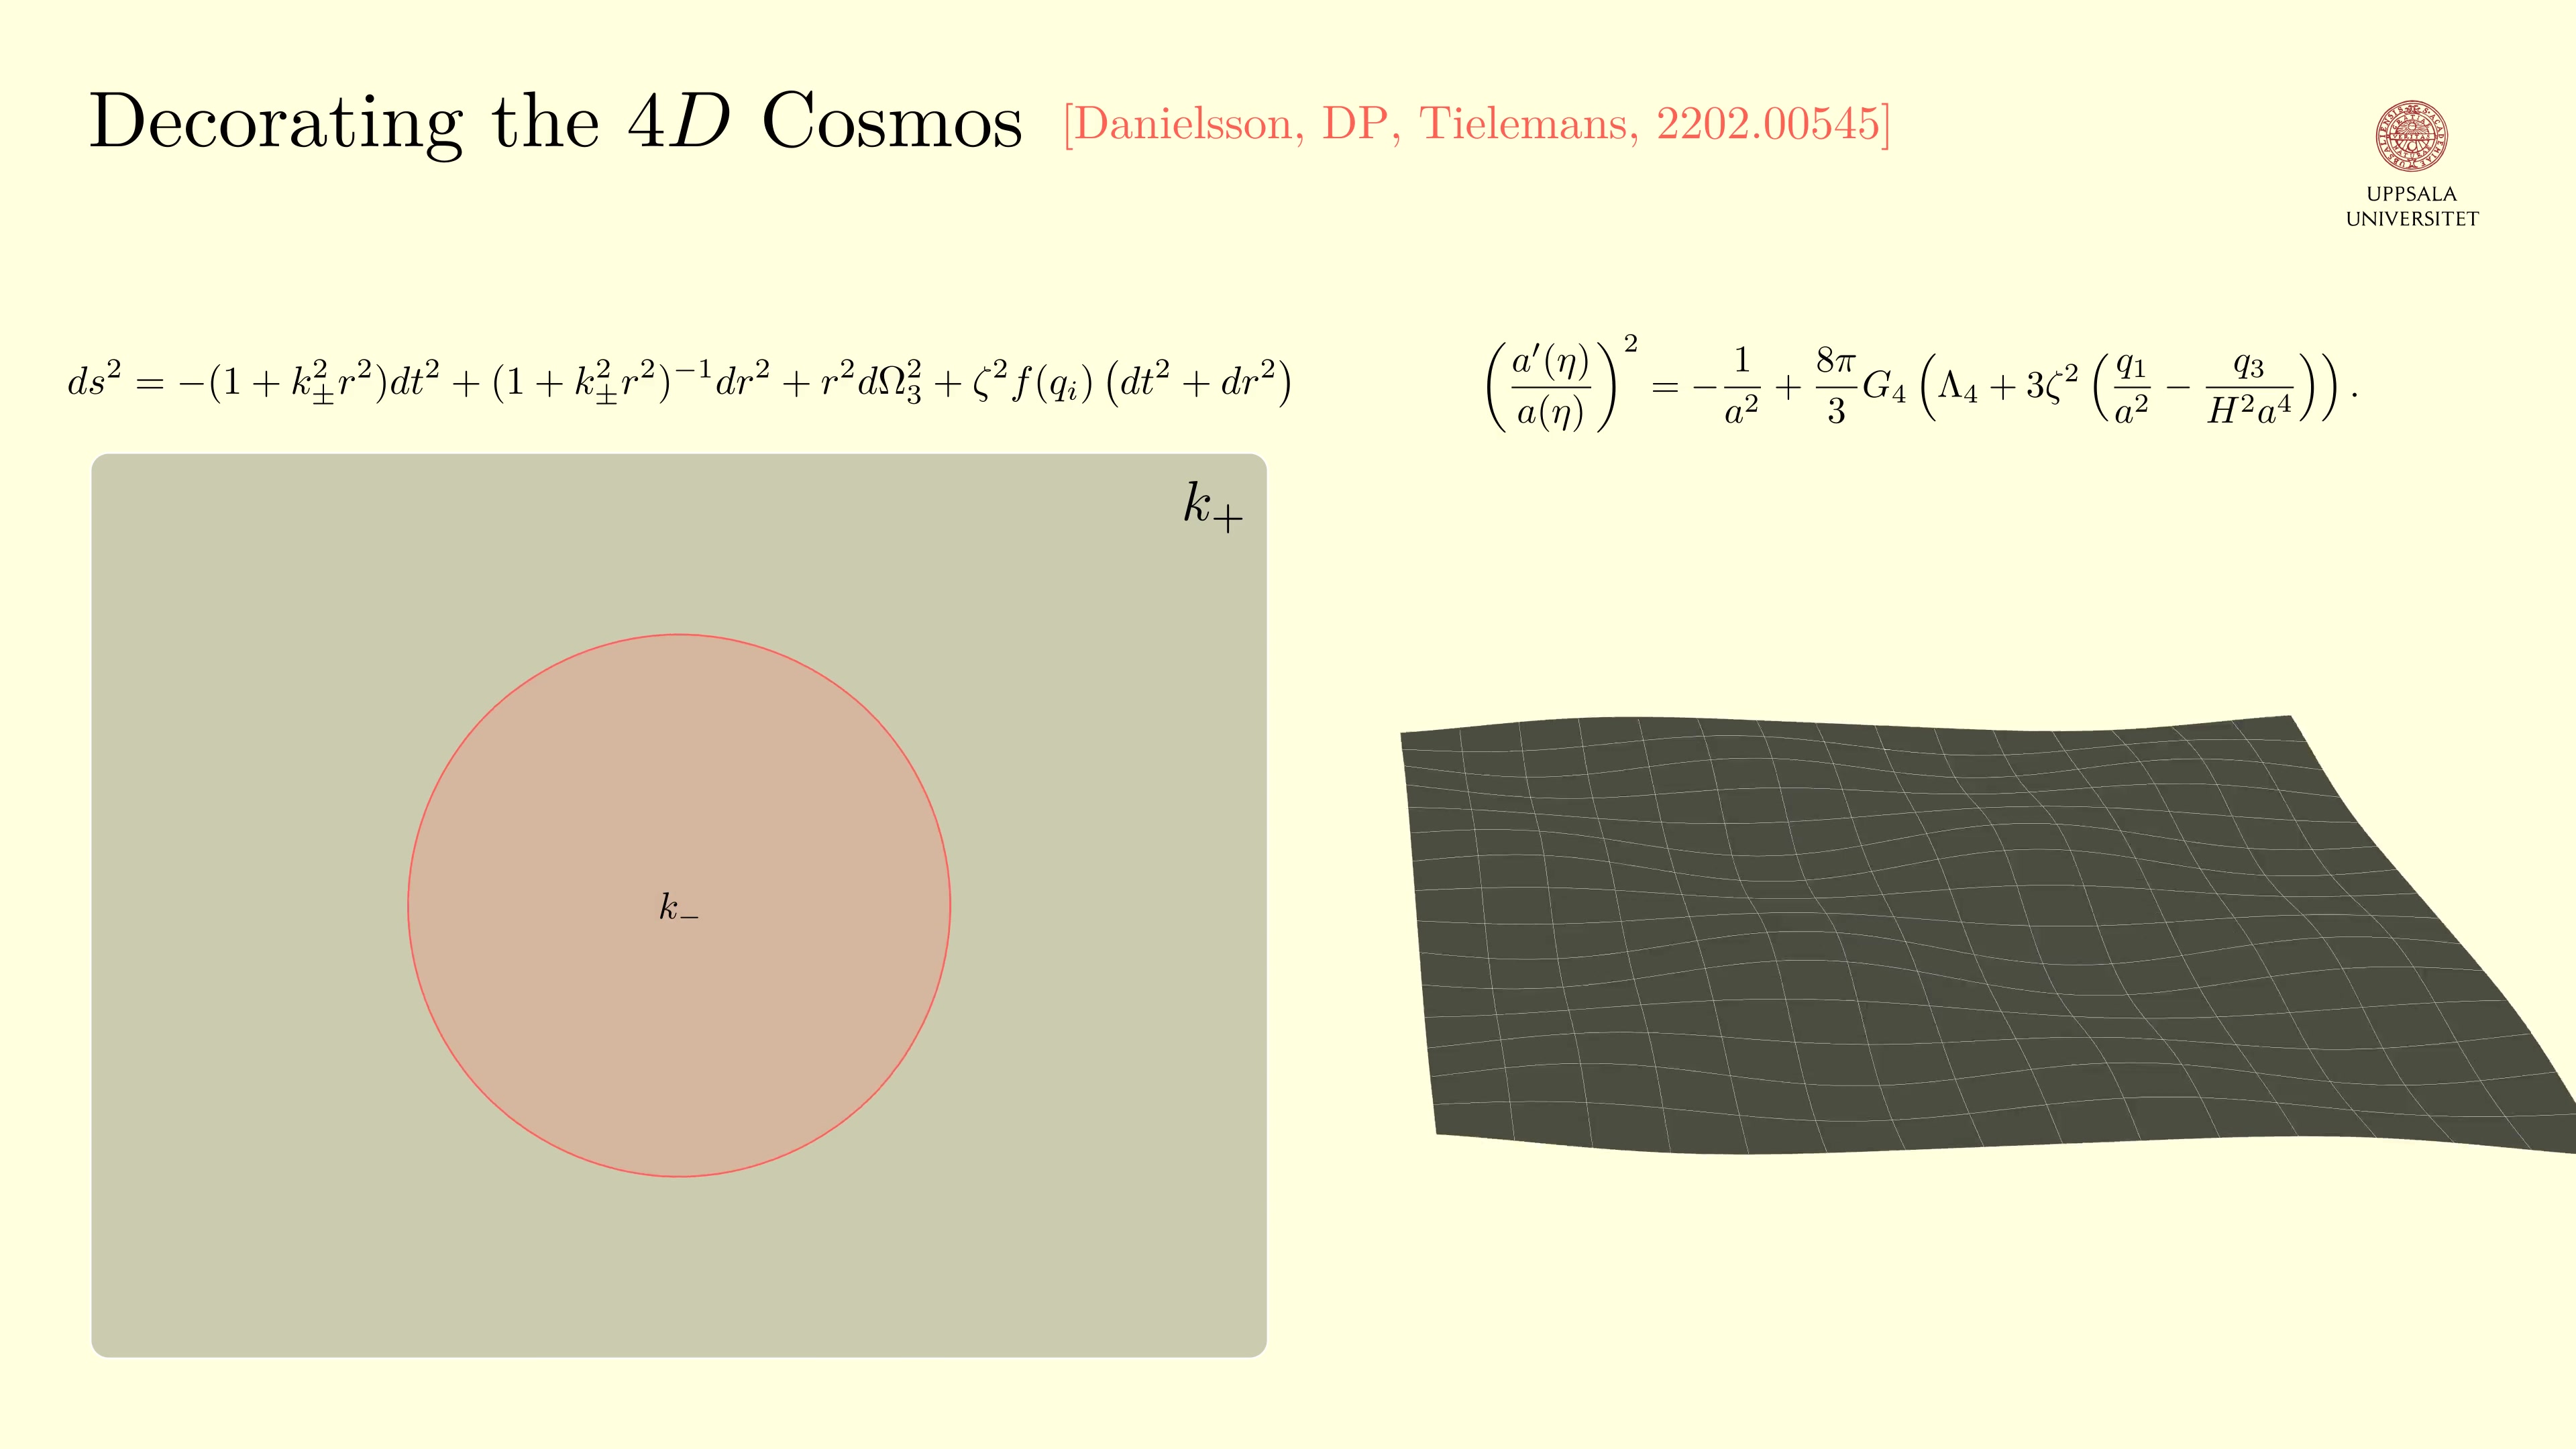 Decorating the 4D Cosmos [Danielsson, DP, Tielemans, 2202.00545]
UPPSALA
UNIVERSITET
$ds^2 = -(1 + k_\pm^2 r^2)dt^2 + (1 + k_\pm^2 r^2)^{-1}dr^2 + r^2 d\Omega_3^2 + \zeta^2 f(q_i)\left(dt^2 + dr^2\right)$
$\left(\frac{a'(\eta)}{a(\eta)}\right)^2 = -\frac{1}{a^2} + \frac{8\pi}{3}G_4\left(\Lambda_4 + 3\zeta^2\left(\frac{q_1}{a^2} - \frac{q_3}{H^2a^4}\right)\right).$
$k_+$
$k_-$